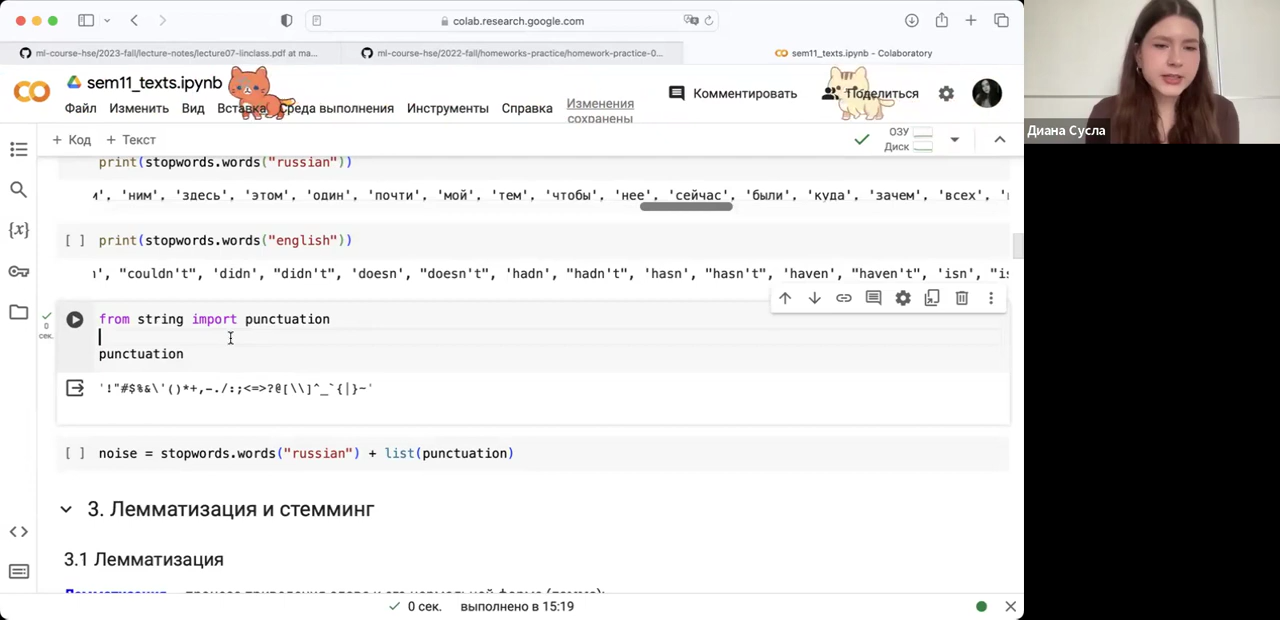 colab.research.google.com
ml-course-hse/2023-fall/lecture-notes/lecture07-linclass.pdf at ma...
ml-course-hse/2022-fall/homeworks-practice/homework-practice-0...
sem11_texts.ipynb - Colaboratory
sem11_texts.ipynb
Файл Изменить Вид Вставка Среда выполнения Инструменты Справка Изменения сохранены
Комментировать
Поделиться
Диана Сусла
+ Код + Текст
ОЗУ
Диск
print(stopwords.words("russian"))
'ним', 'здесь', 'этом', 'один', 'почти', 'мой', 'тем', 'чтобы', 'нее', 'сейчас', 'были', 'куда', 'зачем', 'всех',
[ ] print(stopwords.words("english"))
"couldn't", 'didn', "didn't", 'doesn', "doesn't", 'hadn', "hadn't", 'hasn', "hasn't", 'haven', "haven't", 'isn',
0
сек.
from string import punctuation
punctuation
'!"#$%&\'()*+,-./:;<=>?@[\\]^_`{|}~'
[ ] noise = stopwords.words("russian") + list(punctuation)
3. Лемматизация и стемминг
3.1 Лемматизация
0 сек. выполнено в 15:19